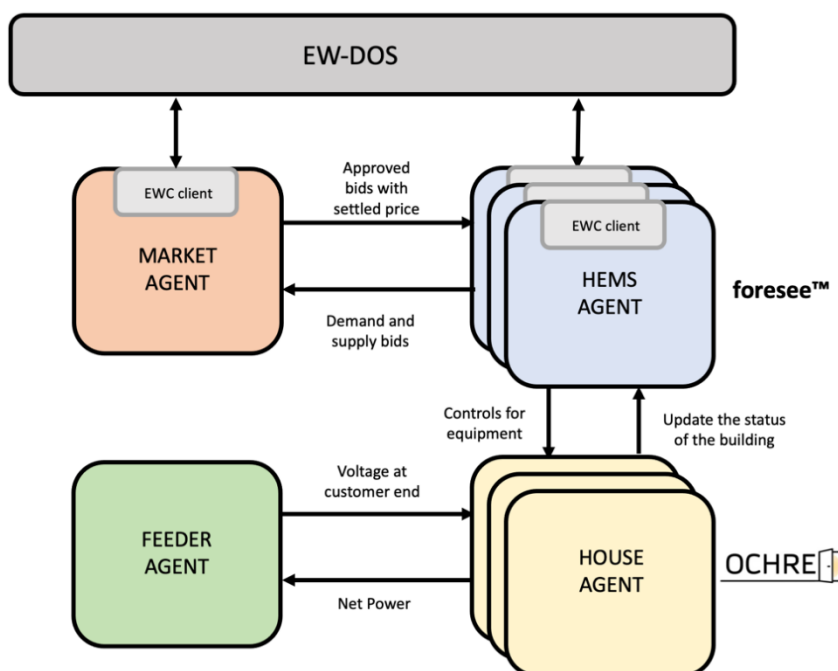 EW-DOS
EWC client
MARKET
AGENT
Approved
bids with
settled price
Demand and
supply bids
EWC client
HEMS
AGENT
foresee™
Controls for
equipment
Update the status
of the building
FEEDER
AGENT
Voltage at
customer end
Net Power
HOUSE
AGENT
OCHRE